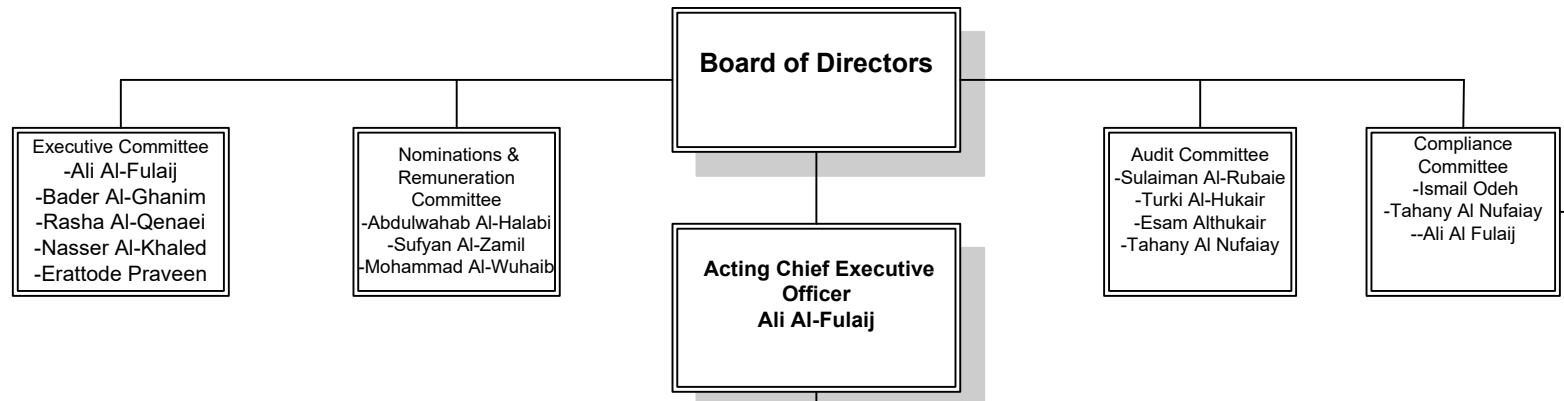 Board of Directors
Executive Committee
-Ali Al-Fulaij
-Bader Al-Ghanim
-Rasha Al-Qenaei
-Nasser Al-Khaled
-Erattode Praveen
Nominations &
Remuneration
Committee
-Abdulwahab Al-Halabi
-Sufyan Al-Zamil
-Mohammad Al-Wuhaib
Audit Committee
-Sulaiman Al-Rubaie
-Turki Al-Hukair
-Esam Althukair
-Tahany Al Nufaiay
Compliance
Committee
-Ismail Odeh
-Tahany Al Nufaiay
--Ali Al Fulaij
Acting Chief Executive
Officer
Ali Al-Fulaij